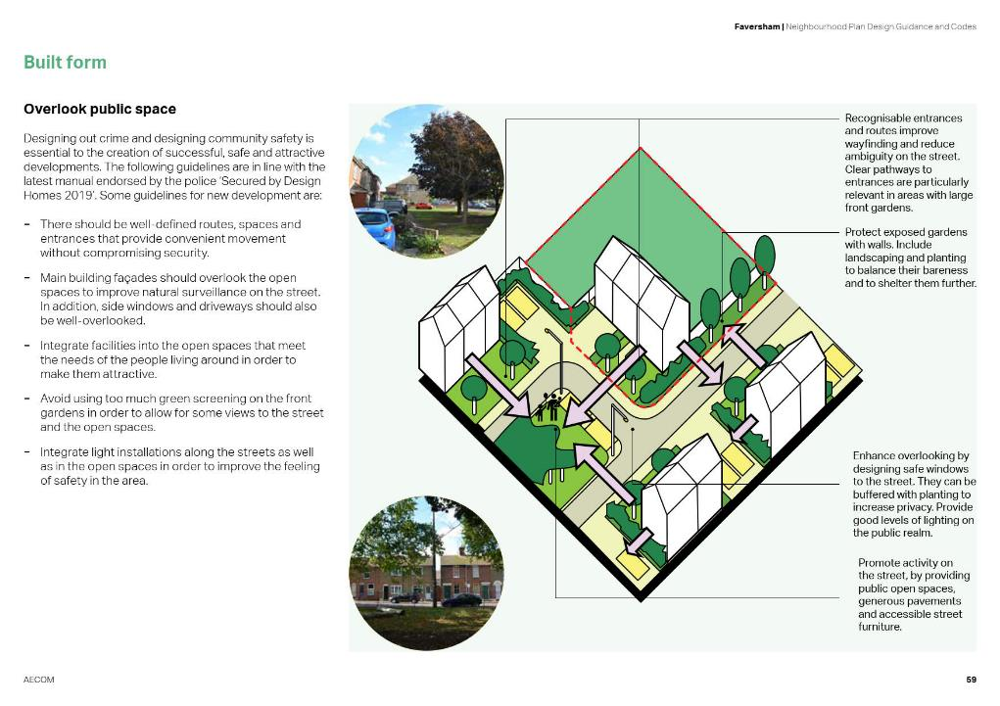 Faversham | Neighbourhood Plan Design Guidance and Codes
Built form
Overlook public space
Designing out crime and designing community safety is
essential to the creation of successful, safe and attractive
developments. The following guidelines are in line with the
latest manual endorsed by the police ‘Secured by Design
Homes 2019’. Some guidelines for new development are:
– There should be well-defined routes, spaces and
entrances that provide convenient movement
without compromising security.
– Main building façades should overlook the open
spaces to improve natural surveillance on the street.
In addition, side windows and driveways should also
be well-overlooked.
– Integrate facilities into the open spaces that meet
the needs of the people living around in order to
make them attractive.
– Avoid using too much green screening on the front
gardens in order to allow for some views to the street
and the open spaces.
– Integrate light installations along the streets as well
as in the open spaces in order to improve the feeling
of safety in the area.
Recognisable entrances
and routes improve
wayfinding and reduce
ambiguity on the street.
Clear pathways to
entrances are particularly
relevant in areas with large
front gardens.
Protect exposed gardens
with walls. Include
landscaping and planting
to balance their bareness
and to shelter them further.
Enhance overlooking by
designing safe windows
to the street. They can be
buffered with planting to
increase privacy. Provide
good levels of lighting on
the public realm.
Promote activity on
the street, by providing
public open spaces,
generous pavements
and accessible street
furniture.
AECOM
59